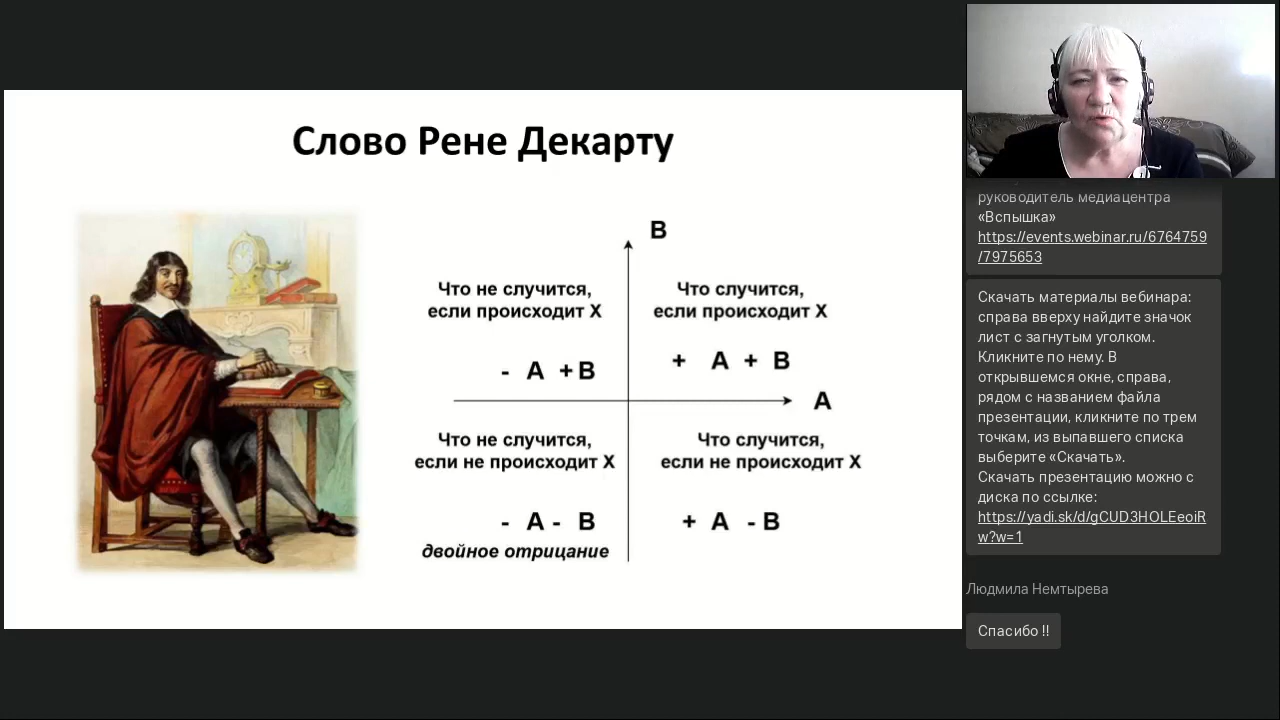 Слово Рене Декарту
B
Что не случится,
если происходит X
Что случится,
если происходит X
- A + B
+ A + B
A
Что не случится,
если не происходит X
Что случится,
если не происходит X
- A - B
+ A - B
двойное отрицание
руководитель медиацентра
«Вспышка»
https://events.webinar.ru/6764759
/7975653
Скачать материалы вебинара:
справа вверху найдите значок
лист с загнутым уголком.
Кликните по нему. В
открывшемся окне, справа,
рядом с названием файла
презентации, кликните по трем
точкам, из выпавшего списка
выберите «Скачать».
Скачать презентацию можно с
диска по ссылке:
https://yadi.sk/d/gCUD3HOLEeoiR
w?w=1
Людмила Немтырева
Спасибо !!